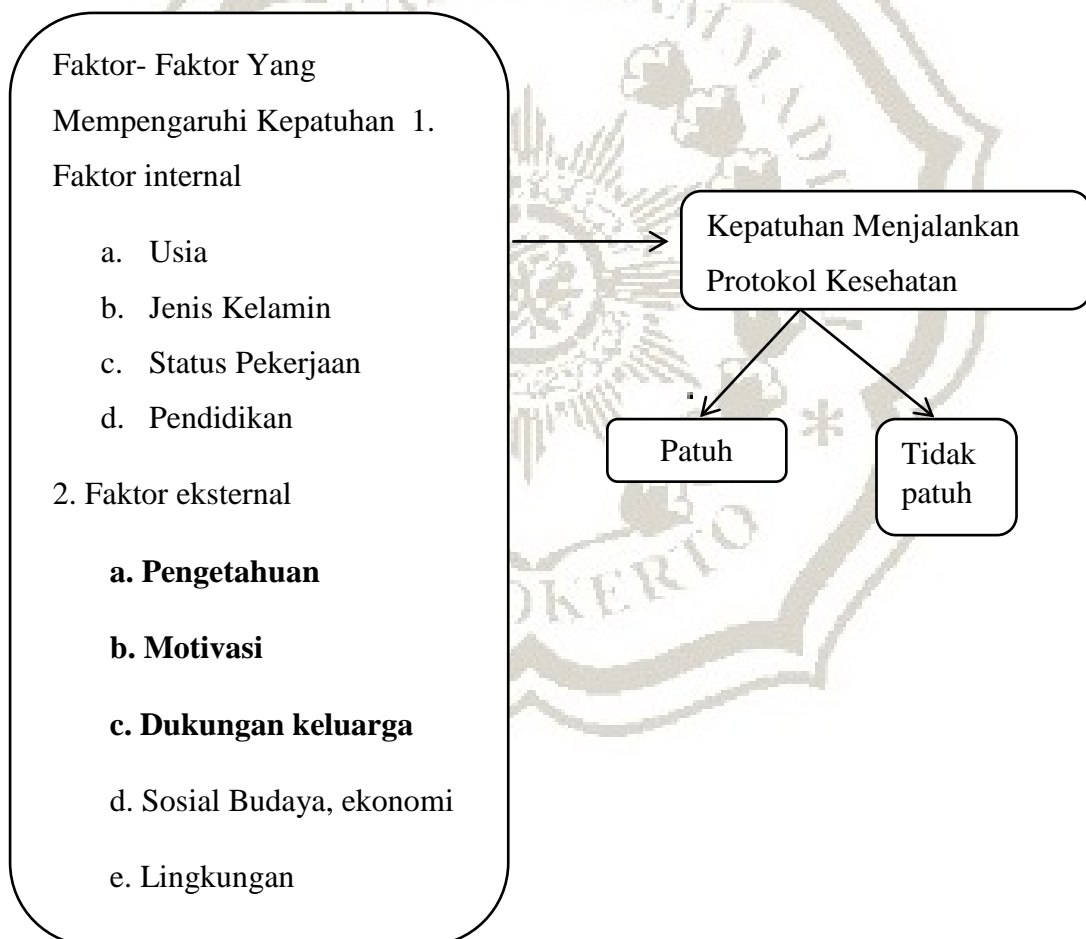 Faktor- Faktor Yang
Mempengaruhi Kepatuhan 1.
Faktor internal
a. Usia
b. Jenis Kelamin
c. Status Pekerjaan
d. Pendidikan
2. Faktor eksternal
a. Pengetahuan
b. Motivasi
c. Dukungan keluarga
d. Sosial Budaya, ekonomi
e. Lingkungan
Kepatuhan Menjalankan
Protokol Kesehatan
Patuh
Tidak
patuh